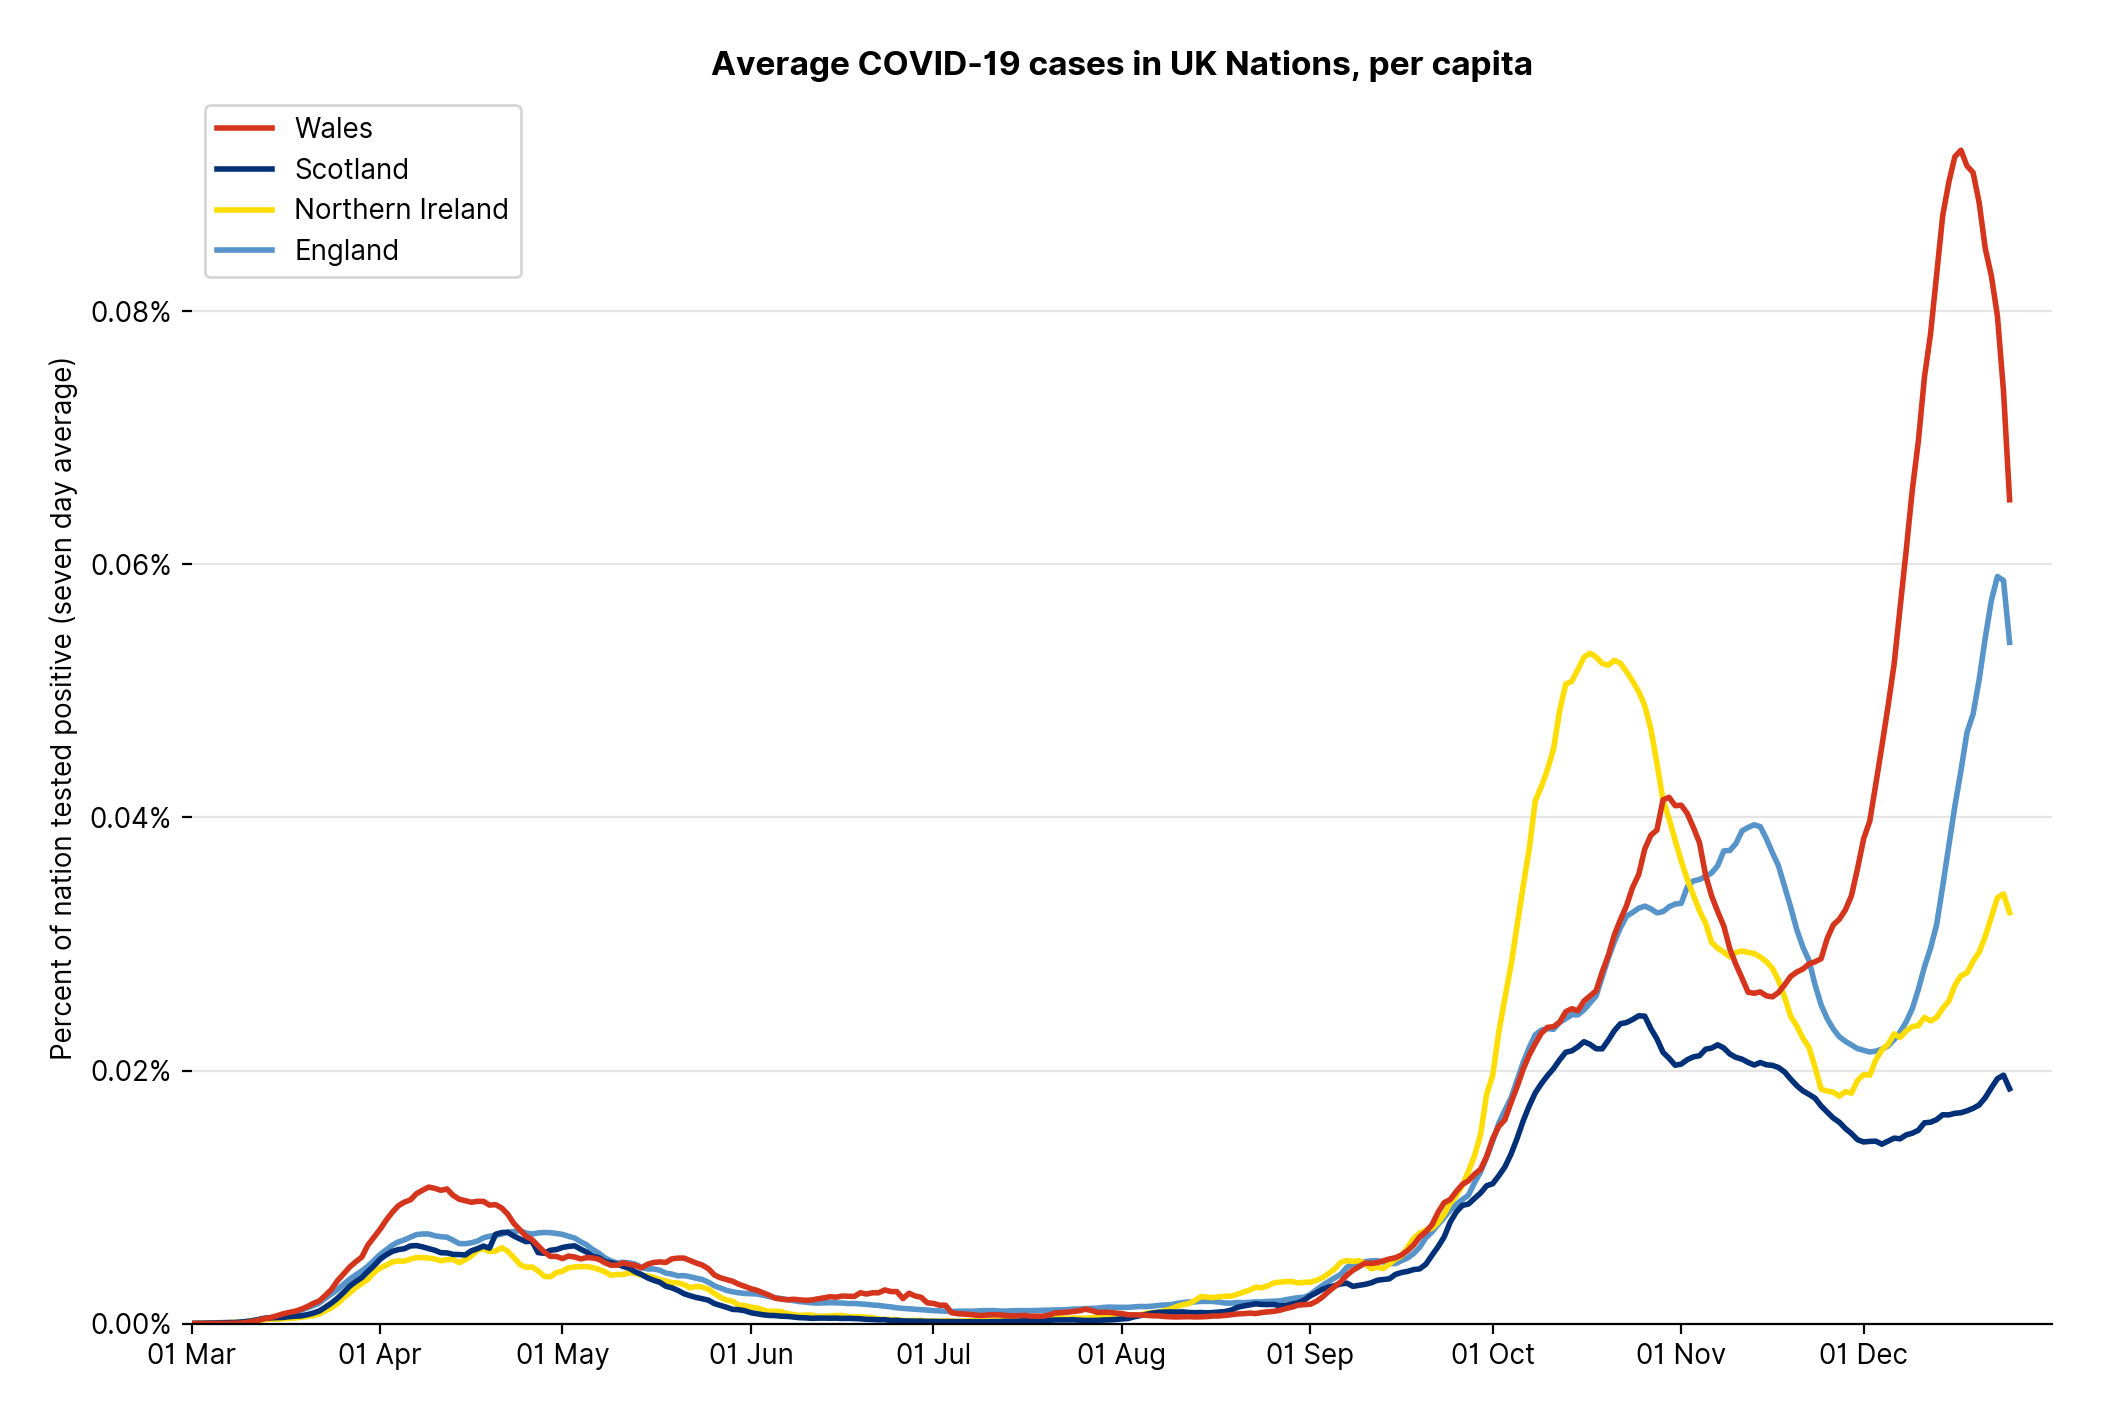 Average COVID-19 cases in UK Nations, per capita
Wales
Scotland
Northern Ireland
England
Percent of nation tested positive (seven day average)
0.08%
0.06%
0.04%
0.02%
0.00%
01 Mar 01 Apr 01 May 01 Jun 01 Jul 01 Aug 01 Sep 01 Oct 01 Nov 01 Dec